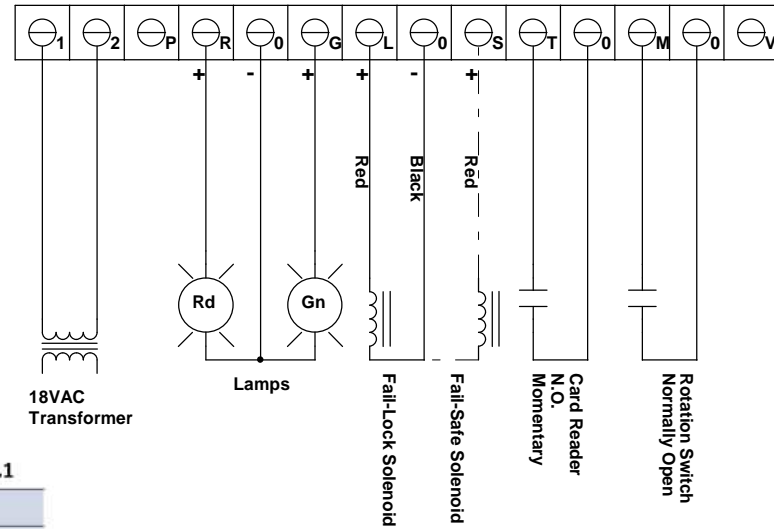 1 2 P R 0 G L 0 S T 0 M 0 V
+ - + + - +
Red
Black
Red
Rd
Gn
Lamps
18VAC
Transformer
Fail-Lock Solenoid
Fail-Safe Solenoid
Card Reader
N.O.
Momentary
Rotation Switch
Normally Open
.1